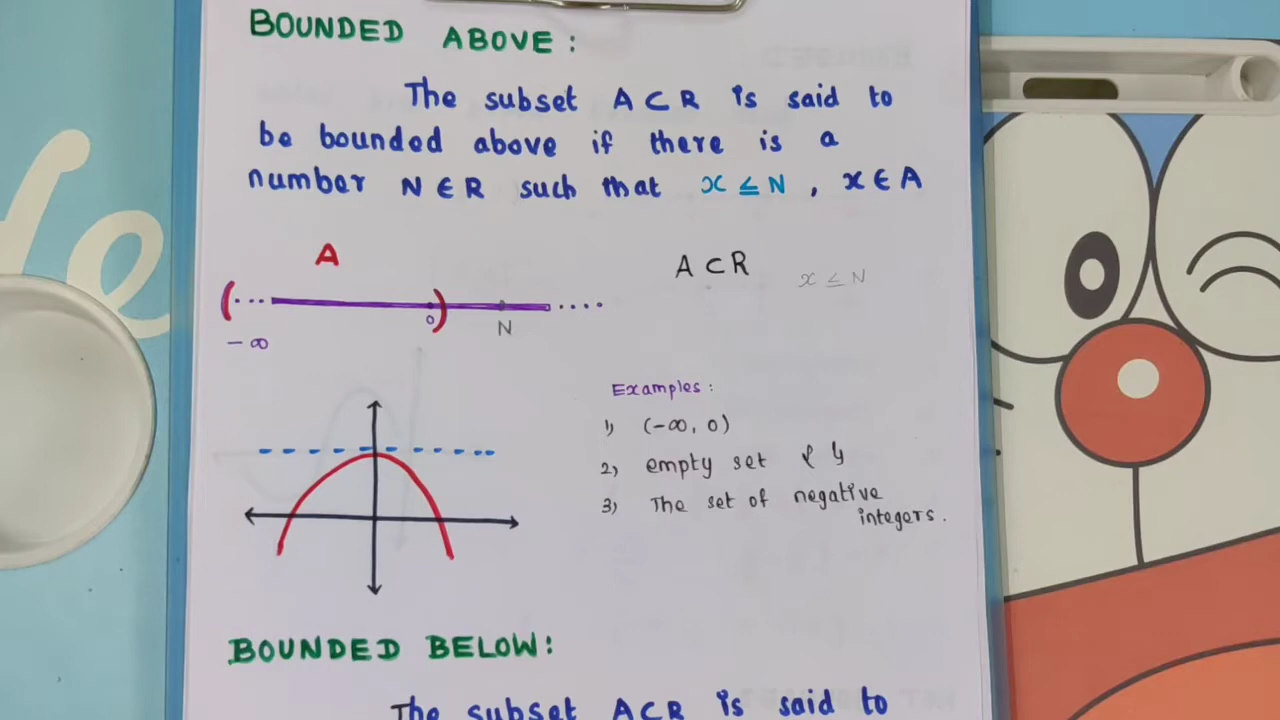 BOUNDED ABOVE:
The subset A ⊂ R is said to
be bounded above if there is a
number N ∈ R such that x ≤ N , x ∈ A
A
A ⊂ R
x ≤ N
(.... 0) ....
N
- ∞
Examples:
1) (-∞, 0)
2) empty set { }
3) The set of negative
integers.
BOUNDED BELOW:
The subset A ⊂ R is said to